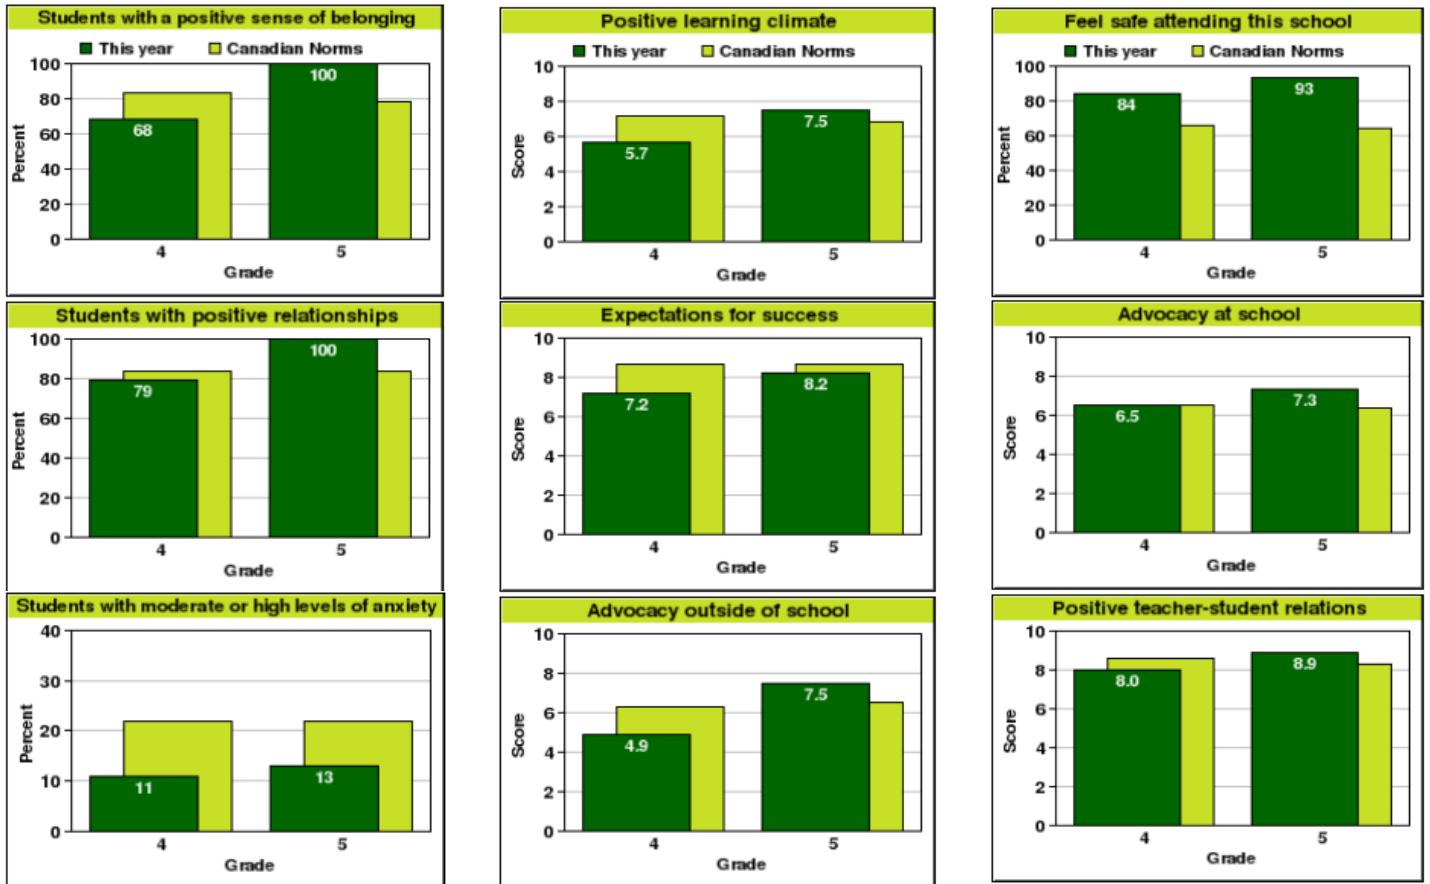 Students with a positive sense of belonging
This year Canadian Norms
100
80
60
40
20
0
Percent
68
100
4 5
Grade
Positive learning climate
This year Canadian Norms
10
8
6
4
2
0
Score
5.7
7.5
4 5
Grade
Feel safe attending this school
This year Canadian Norms
100
80
60
40
20
0
Percent
84
93
4 5
Grade
Students with positive relationships
100
80
60
40
20
0
Percent
79
100
4 5
Grade
Expectations for success
10
8
6
4
2
0
Score
7.2
8.2
4 5
Grade
Advocacy at school
10
8
6
4
2
0
Score
6.5
7.3
4 5
Grade
Students with moderate or high levels of anxiety
40
30
20
10
0
Percent
11
13
4 5
Grade
Advocacy outside of school
10
8
6
4
2
0
Score
4.9
7.5
4 5
Grade
Positive teacher-student relations
10
8
6
4
2
0
Score
8.0
8.9
4 5
Grade